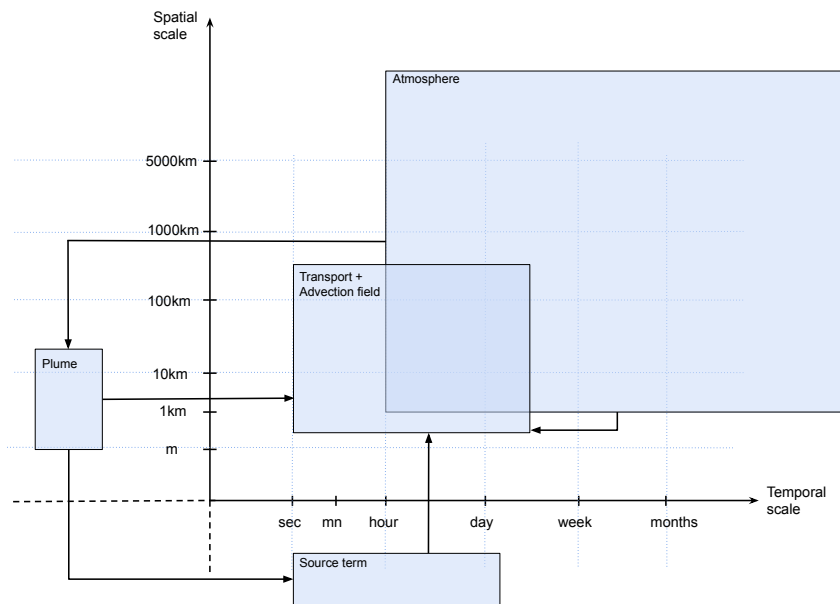 Spatial
scale
Atmosphere
5000km
1000km
Transport +
Advection field
100km
Plume
10km
1km
m
Temporal
scale
sec
mn
hour
day
week
months
Source term